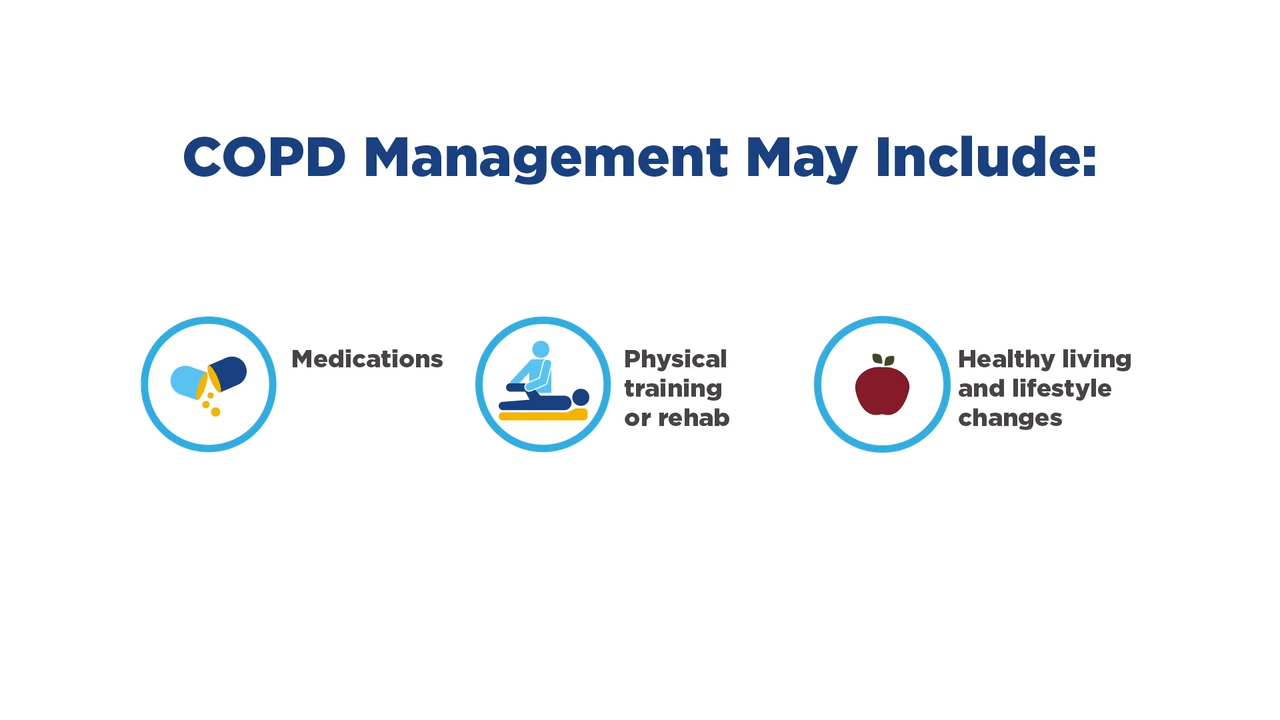 COPD Management May Include:
Medications
Physical
training
or rehab
Healthy living
and lifestyle
changes